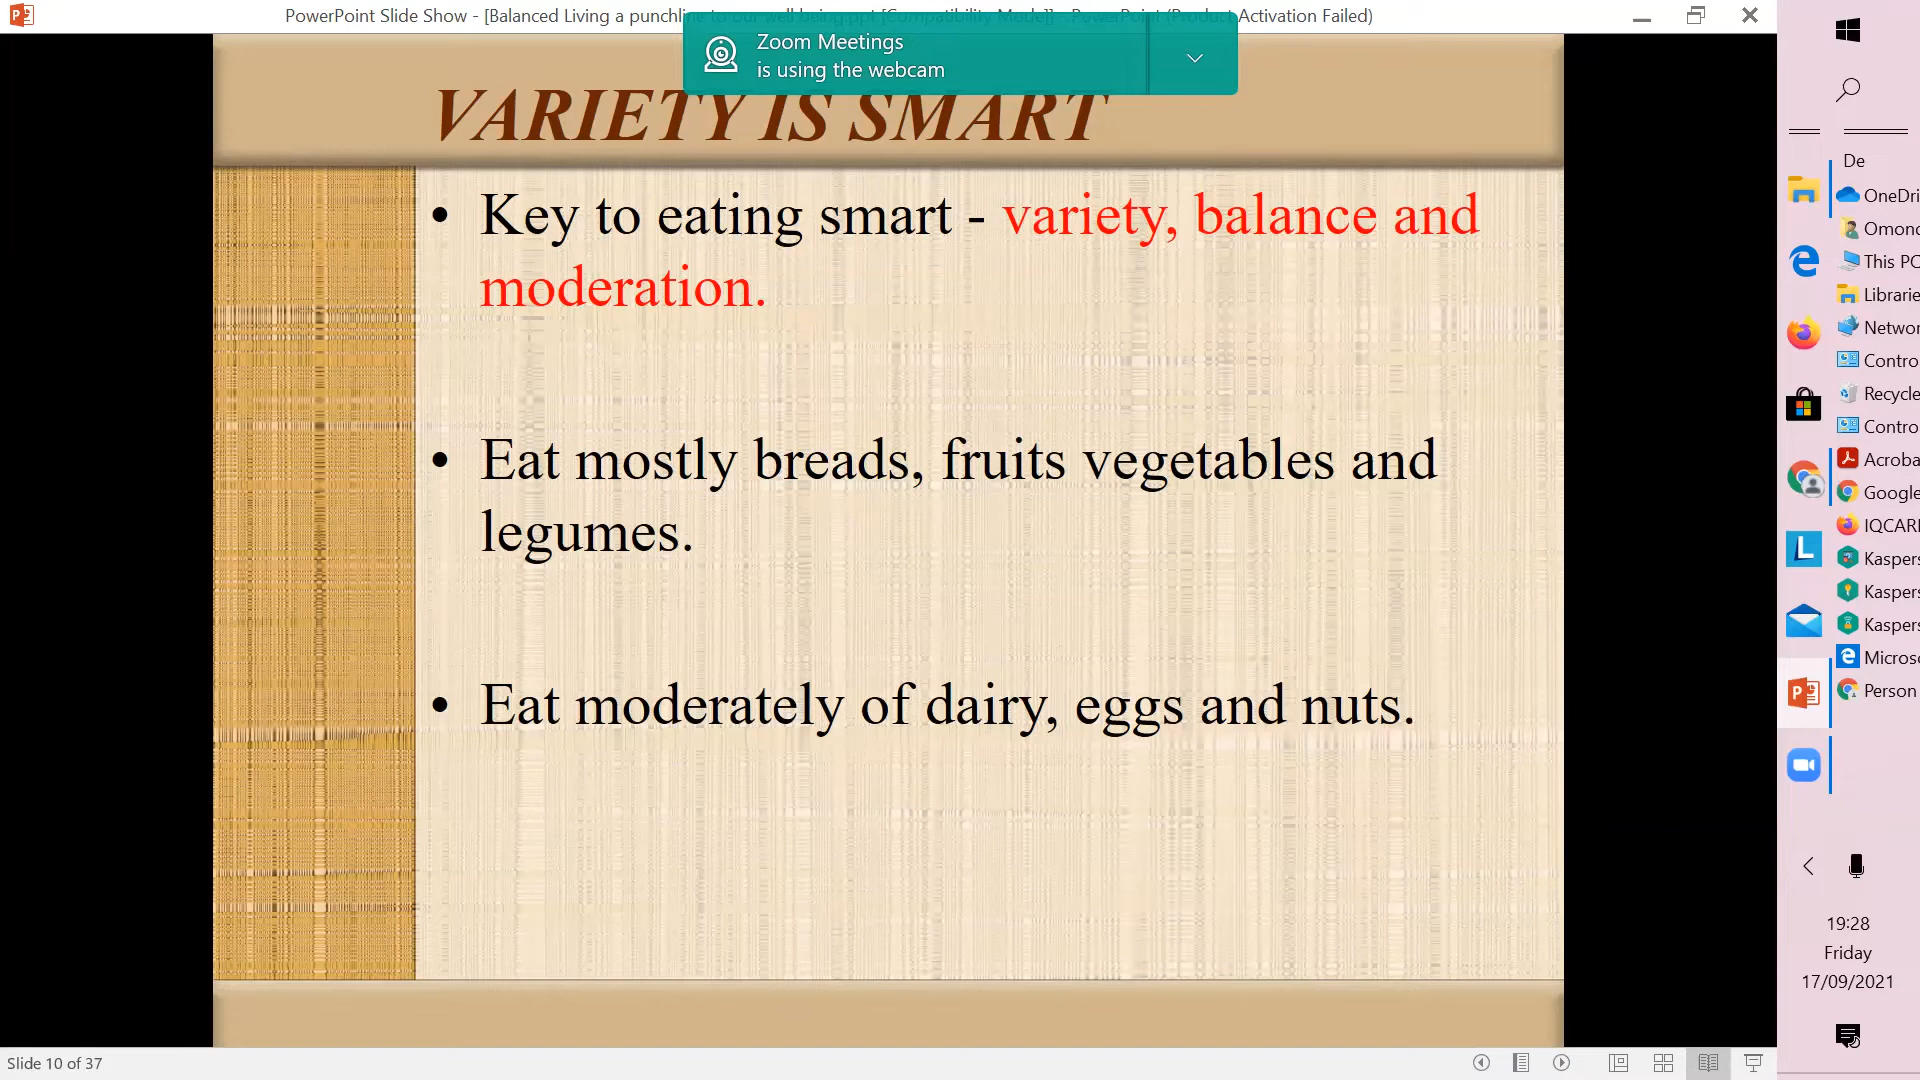 PowerPoint Slide Show - [Balanced Living a punchline to your well being.ppt [Compatibility Mode]] - PowerPoint (Product Activation Failed)
Zoom Meetings
is using the webcam
VARIETY IS SMART
• Key to eating smart - variety, balance and
moderation.
• Eat mostly breads, fruits vegetables and
legumes.
• Eat moderately of dairy, eggs and nuts.
De
OneDri
Omond
This PC
Librarie
Networ
Contro
Recycle
Contro
Acroba
Google
IQCARE
Kaspers
Kaspers
Kaspers
Microso
Person
19:28
Friday
17/09/2021
Slide 10 of 37